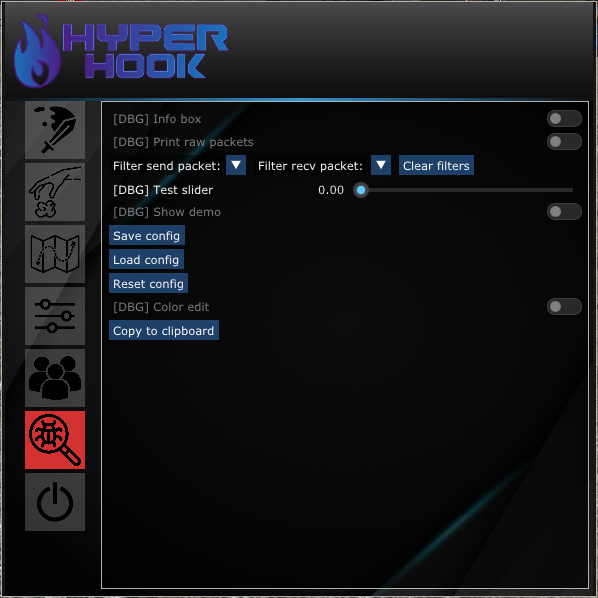 HYPER
HOOK
[DBG] Info box
[DBG] Print raw packets
Filter send packet: Filter recv packet: Clear filters
[DBG] Test slider 0.00
[DBG] Show demo
Save config
Load config
Reset config
[DBG] Color edit
Copy to clipboard